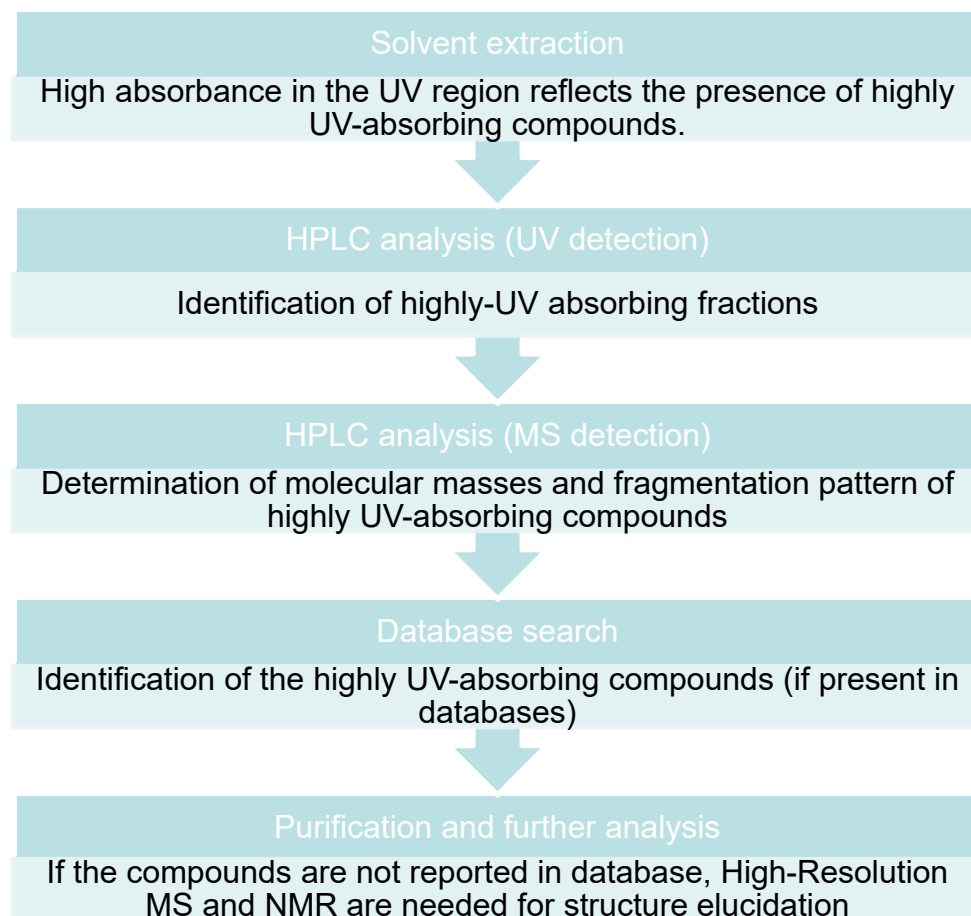 Solvent extraction
High absorbance in the UV region reflects the presence of highly
UV-absorbing compounds.
HPLC analysis (UV detection)
Identification of highly-UV absorbing fractions
HPLC analysis (MS detection)
Determination of molecular masses and fragmentation pattern of
highly UV-absorbing compounds
Database search
Identification of the highly UV-absorbing compounds (if present in
databases)
Purification and further analysis
If the compounds are not reported in database, High-Resolution
MS and NMR are needed for structure elucidation